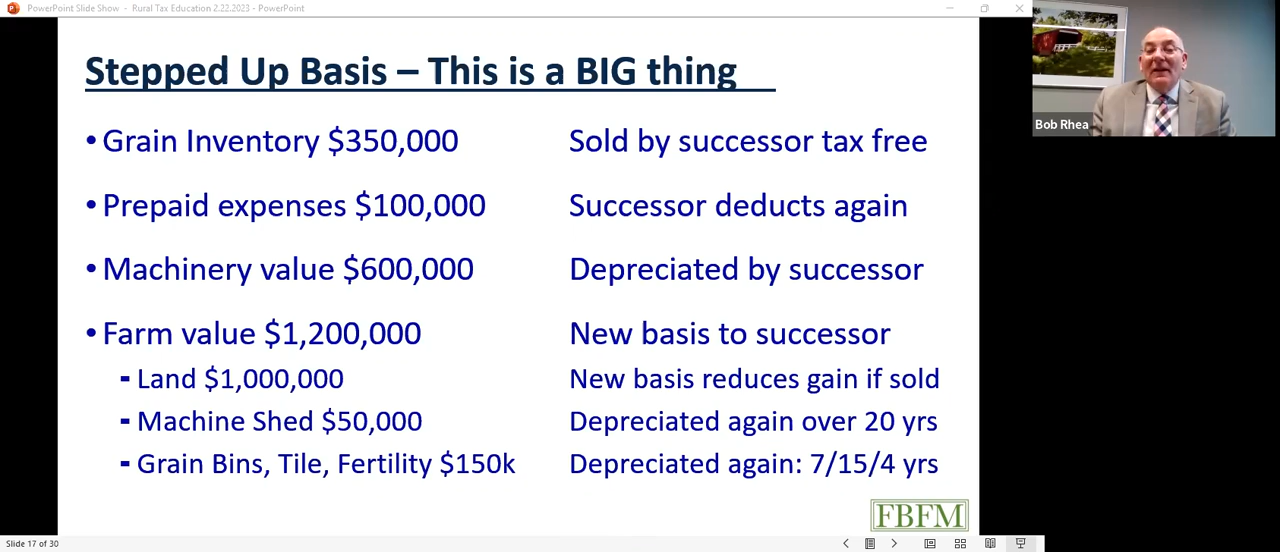 PowerPoint Slide Show - Rural Tax Education 2.22.2023 - PowerPoint
Stepped Up Basis – This is a BIG thing
• Grain Inventory $350,000 Sold by successor tax free
• Prepaid expenses $100,000 Successor deducts again
• Machinery value $600,000 Depreciated by successor
• Farm value $1,200,000 New basis to successor
- Land $1,000,000 New basis reduces gain if sold
- Machine Shed $50,000 Depreciated again over 20 yrs
- Grain Bins, Tile, Fertility $150k Depreciated again: 7/15/4 yrs
FBFM
Slide 17 of 30
Bob Rhea